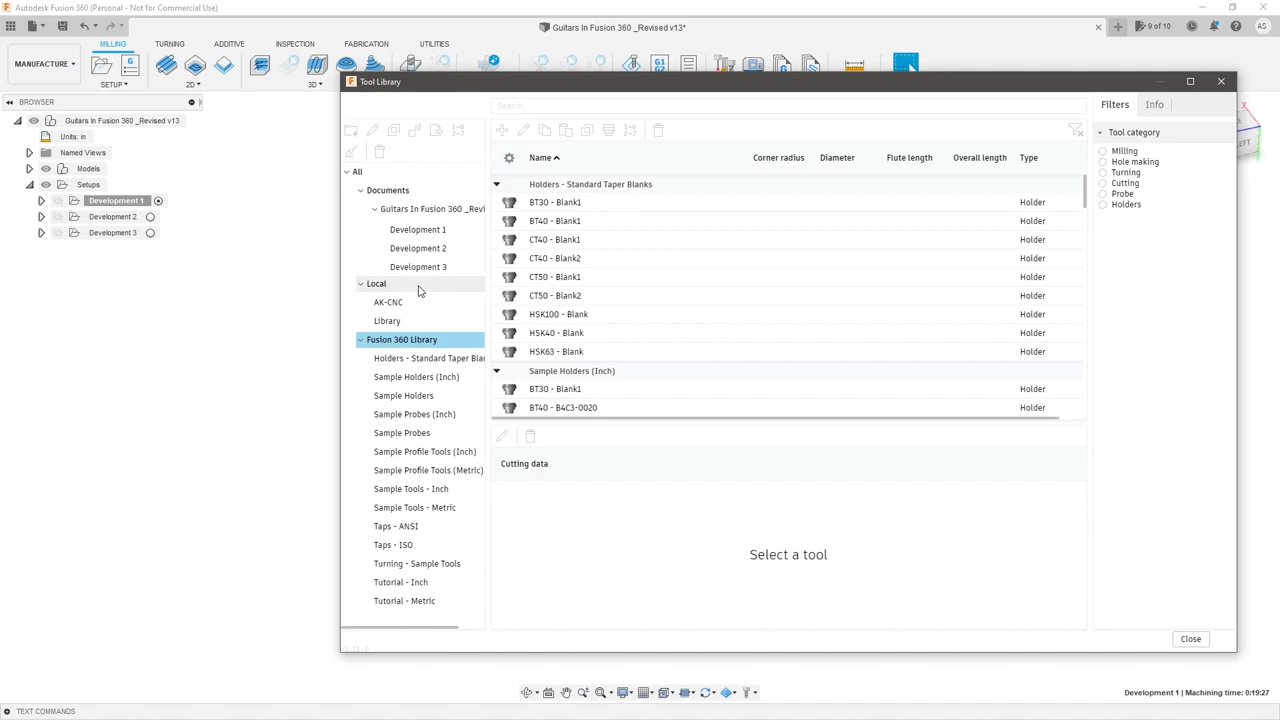 Autodesk Fusion 360 (Personal - Not for Commercial Use)
Guitars In Fusion 360 _Revised v13*
9 of 10
AS
MILLING
TURNING
ADDITIVE
INSPECTION
FABRICATION
UTILITIES
MANUFACTURE
G
G1
G2
SETUP
2D
3D
BROWSER
Guitars In Fusion 360 _Revised v13
Units: in
Named Views
Models
Setups
Development 1
Development 2
Development 3
Tool Library
All
Documents
Guitars In Fusion 360 _Revi
Development 1
Development 2
Development 3
Local
AK-CNC
Library
Fusion 360 Library
Holders - Standard Taper Blan
Sample Holders (Inch)
Sample Holders
Sample Probes (Inch)
Sample Probes
Sample Profile Tools (Inch)
Sample Profile Tools (Metric)
Sample Tools - Inch
Sample Tools - Metric
Taps - ANSI
Taps - ISO
Turning - Sample Tools
Tutorial - Inch
Tutorial - Metric
Search
Name Corner radius Diameter Flute length Overall length Type
Holders - Standard Taper Blanks
BT30 - Blank1 Holder
BT40 - Blank1 Holder
CT40 - Blank1 Holder
CT40 - Blank2 Holder
CT50 - Blank1 Holder
CT50 - Blank2 Holder
HSK100 - Blank Holder
HSK40 - Blank Holder
HSK63 - Blank Holder
Sample Holders (Inch)
BT30 - Blank1 Holder
BT40 - B4C3-0020 Holder
Cutting data
Select a tool
Filters Info
Tool category
Milling
Hole making
Turning
Cutting
Probe
Holders
Close
LEFT
X
Development 1 | Machining time: 0:19:27
TEXT COMMANDS